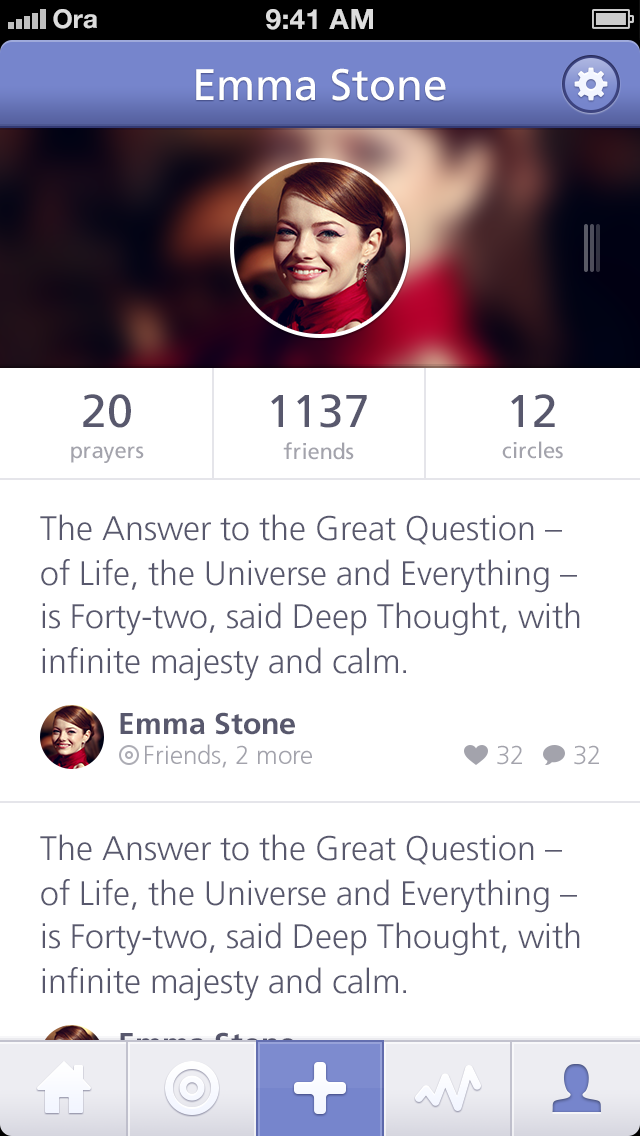 Ora 9:41 AM
Emma Stone
20 1137 12
prayers friends circles
The Answer to the Great Question –
of Life, the Universe and Everything –
is Forty-two, said Deep Thought, with
infinite majesty and calm.
Emma Stone
Friends, 2 more 32 32
The Answer to the Great Question –
of Life, the Universe and Everything –
is Forty-two, said Deep Thought, with
infinite majesty and calm.
Emma Stone